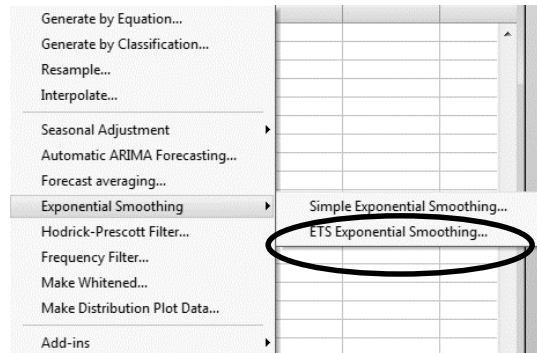 Generate by Equation...
Generate by Classification...
Resample...
Interpolate...
Seasonal Adjustment
Automatic ARIMA Forecasting...
Forecast averaging...
Exponential Smoothing
Simple Exponential Smoothing...
Hodrick-Prescott Filter...
ETS Exponential Smoothing...
Frequency Filter...
Make Whitened...
Make Distribution Plot Data...
Add-ins